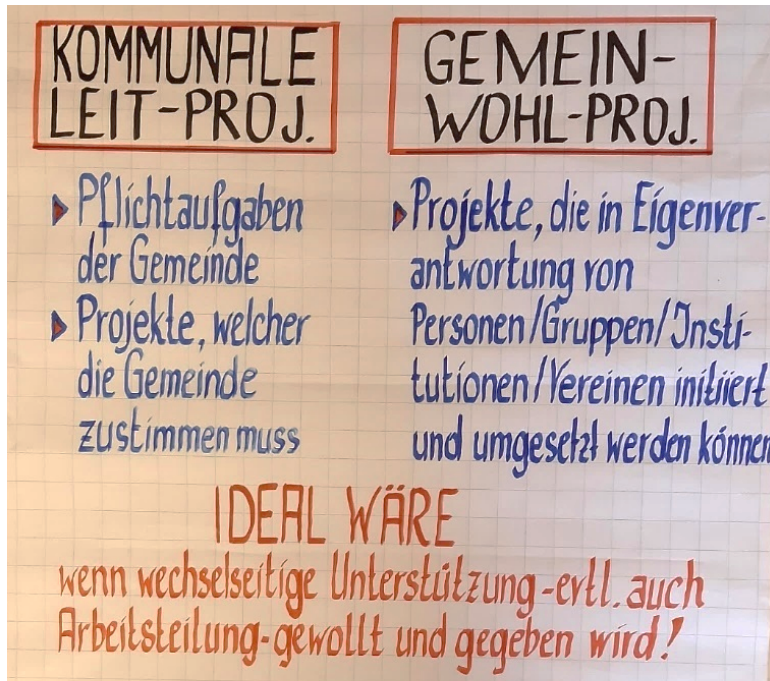 KOMMUNALE
LEIT-PROJ.
▸ Pflichtaufgaben
der Gemeinde
▸ Projekte, welcher
die Gemeinde
zustimmen muss
GEMEIN-
WOHL-PROJ.
▸ Projekte, die in Eigenver-
antwortung von
Personen/Gruppen/Insti-
tutionen/Vereinen initiiert
und umgesetzt werden können
IDEAL WÄRE
wenn wechselseitige Unterstützung-evtl. auch
Arbeitsteilung-gewollt und gegeben wird!